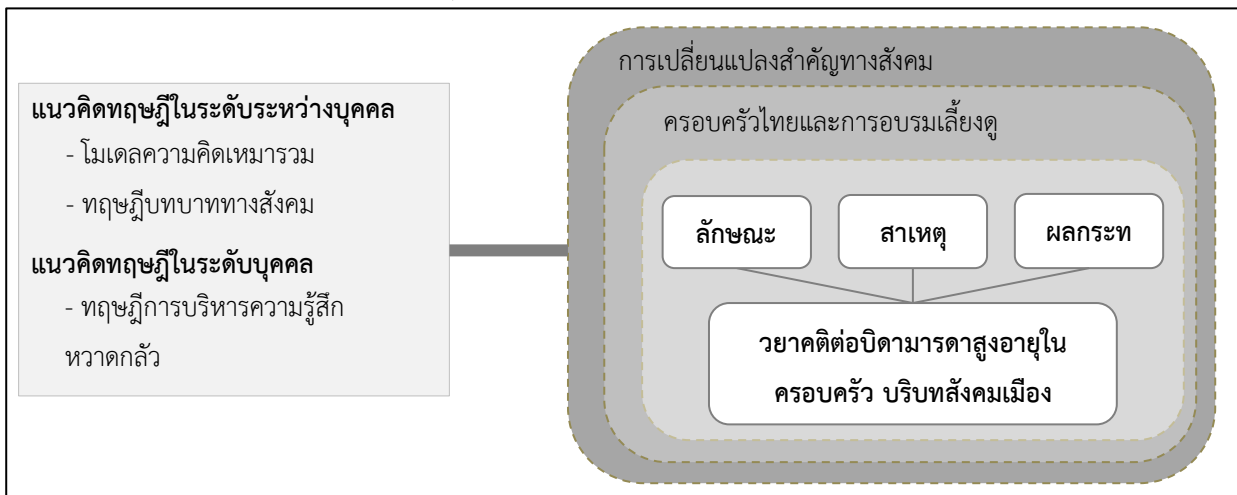 แนวคิดทฤษฎีในระดับระหว่างบุคคล
- โมเดลความคิดเหมารวม
- ทฤษฎีบทบาททางสังคม
แนวคิดทฤษฎีในระดับบุคคล
- ทฤษฎีการบริหารความรู้สึก
หวาดกลัว
การเปลี่ยนแปลงสำคัญทางสังคม
ครอบครัวไทยและการอบรมเลี้ยงดู
ลักษณะ
สาเหตุ
ผลกระท
วยาคติต่อบิดามารดาสูงอายุใน
ครอบครัว บริบทสังคมเมือง